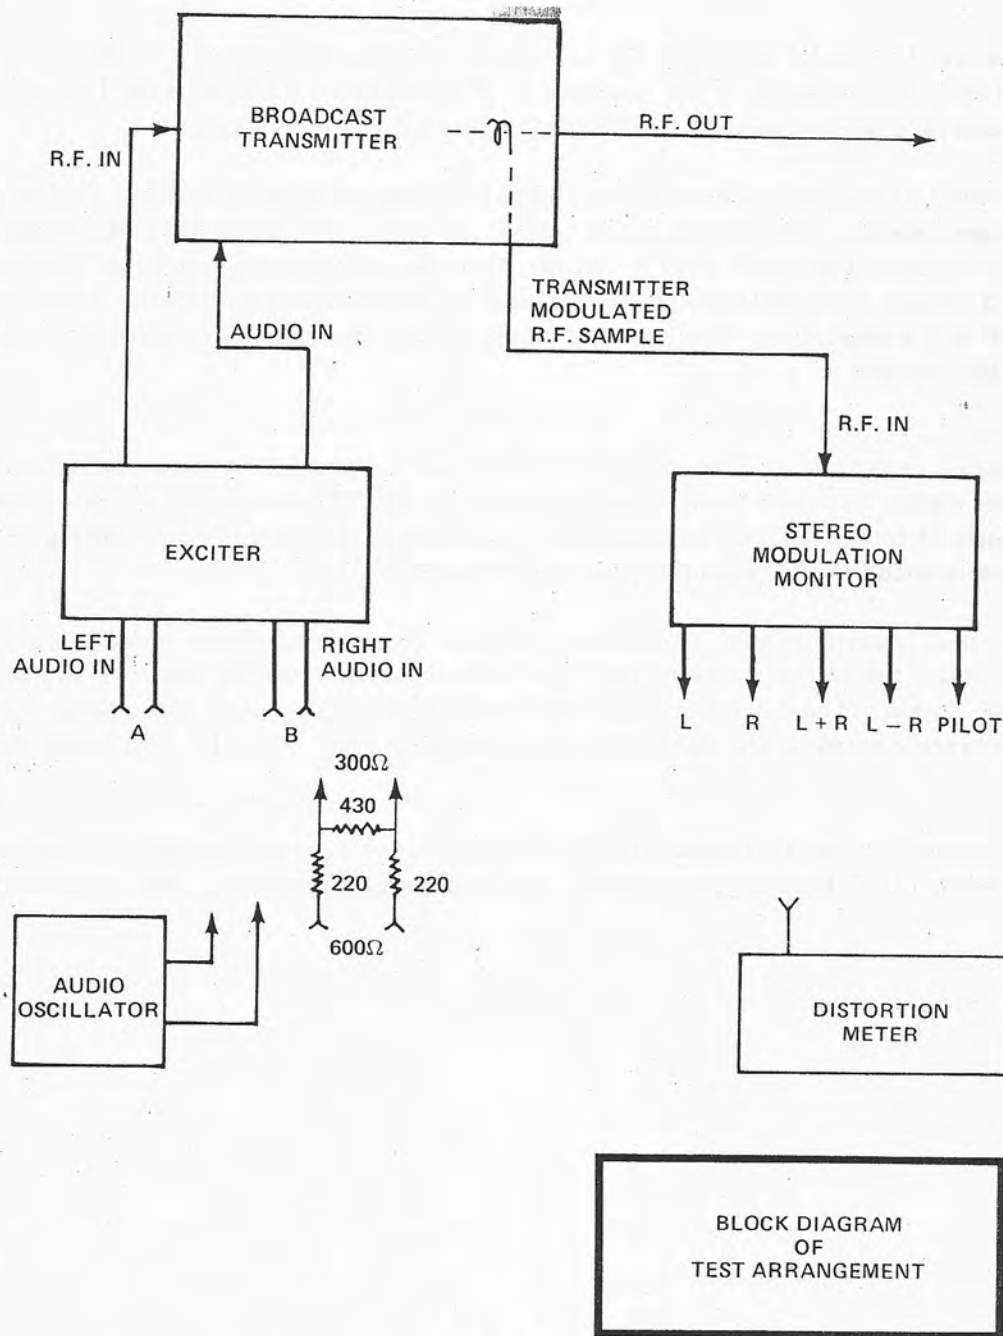 BROADCAST
TRANSMITTER
R.F. OUT
R.F. IN
TRANSMITTER
MODULATED
R.F. SAMPLE
AUDIO IN
R.F. IN
EXCITER
STEREO
MODULATION
MONITOR
LEFT
AUDIO IN
RIGHT
AUDIO IN
A
B
L R L+R L−R PILOT
300Ω
430
220
220
600Ω
AUDIO
OSCILLATOR
DISTORTION
METER
BLOCK DIAGRAM
OF
TEST ARRANGEMENT